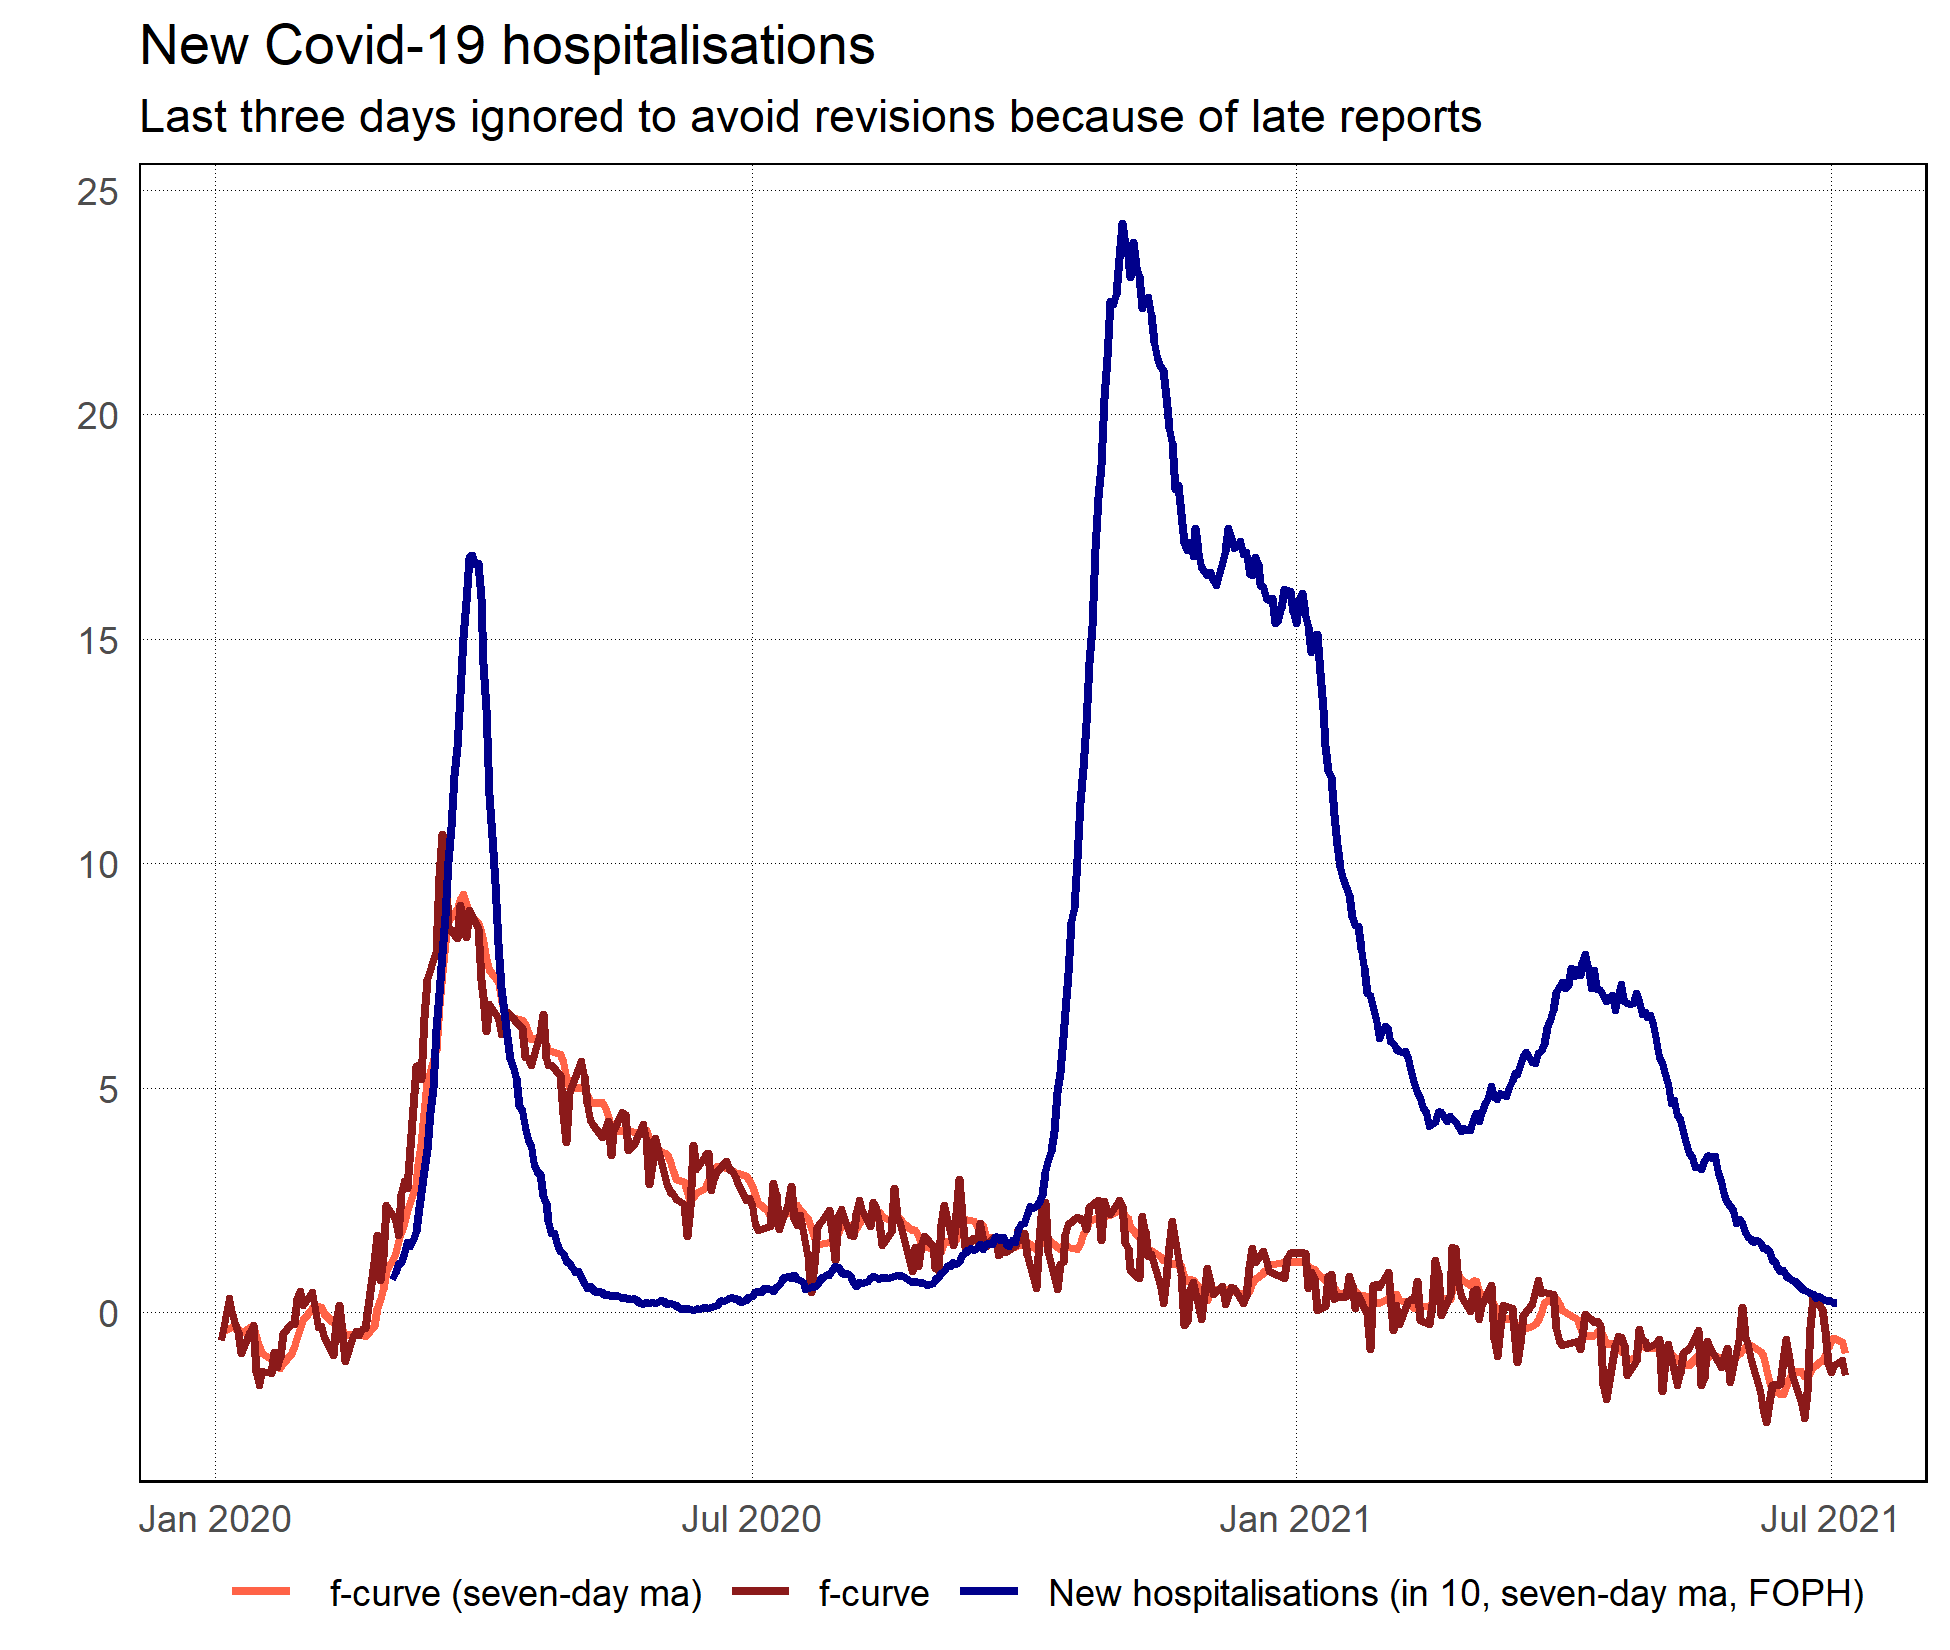 New Covid-19 hospitalisations
Last three days ignored to avoid revisions because of late reports
25
20
15
10
5
0
Jan 2020 Jul 2020 Jan 2021 Jul 2021
f-curve (seven-day ma) f-curve New hospitalisations (in 10, seven-day ma, FOPH)